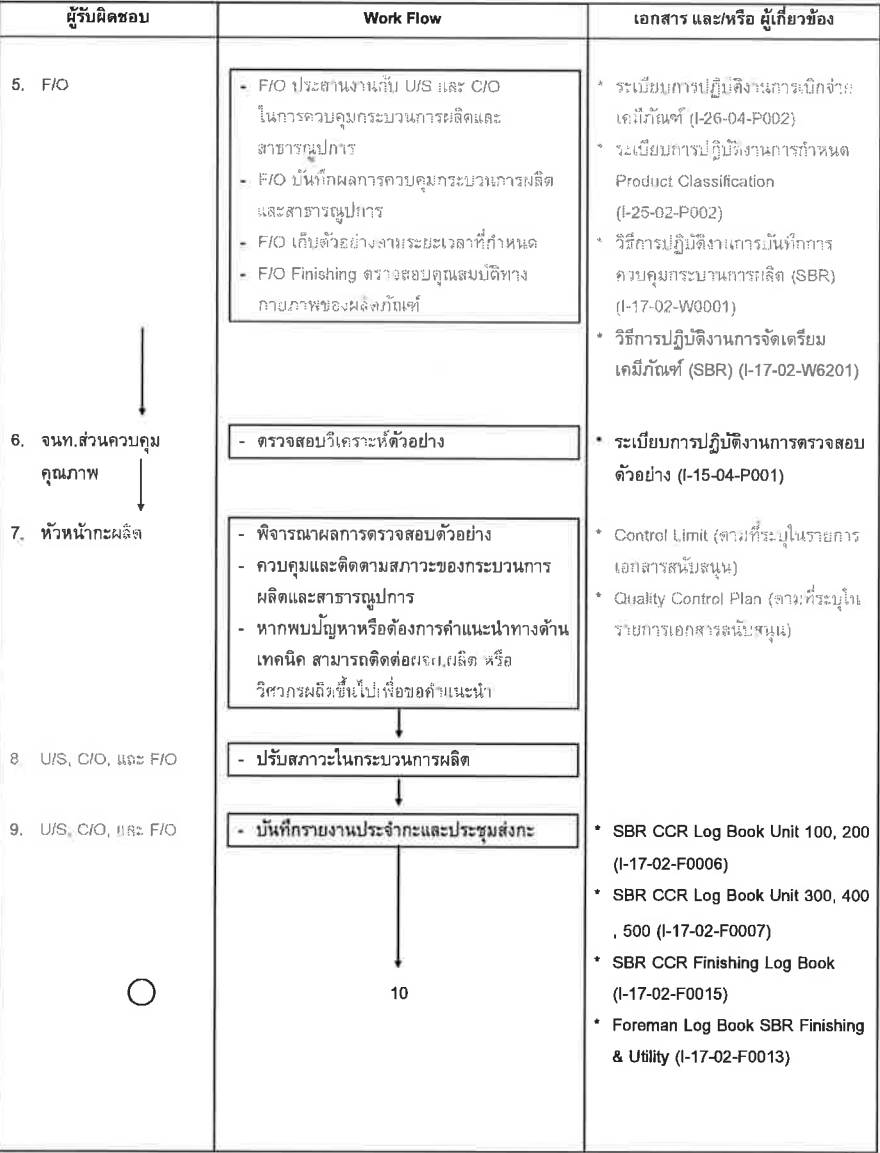 ผู้รับผิดชอบ
Work Flow
เอกสาร และ/หรือ ผู้เกี่ยวข้อง
5. F/O
- F/O ประสานงานกับ U/S และ C/O
ในการควบคุมกระบวนการผลิตและ
สาธารณูปการ
- F/O บันทึกผลการควบคุมกระบวนการผลิต
และสาธารณูปการ
- F/O เก็บตัวอย่างตามระยะเวลาที่กำหนด
- F/O Finishing ตรวจสอบคุณสมบัติทาง
กายภาพของผลิตภัณฑ์
* ระเบียบการปฏิบัติงานการเบิกจ่าย
เคมีภัณฑ์ (I-26-04-P002)
* ระเบียบการปฏิบัติงานการกำหนด
Product Classification
(I-25-02-P002)
* วิธีการปฏิบัติงานการบันทึกการ
ควบคุมกระบวนการผลิต (SBR)
(I-17-02-W0001)
* วิธีการปฏิบัติงานการจัดเตรียม
เคมีภัณฑ์ (SBR) (I-17-02-W6201)
6. จนท.ส่วนควบคุม
คุณภาพ
- ตรวจสอบวิเคราะห์ตัวอย่าง
* ระเบียบการปฏิบัติงานการตรวจสอบ
ตัวอย่าง (I-15-04-P001)
7. หัวหน้ากะผลิต
- พิจารณาผลการตรวจสอบตัวอย่าง
- ควบคุมและติดตามสภาวะของกระบวนการ
ผลิตและสาธารณูปการ
- หากพบปัญหาหรือต้องการคำแนะนำทางด้าน
เทคนิค สามารถติดต่อผจก.ผลิต หรือ
วิศวกรผลิตขึ้นไปเพื่อขอคำแนะนำ
* Control Limit (ตามที่ระบุในรายการ
เอกสารสนับสนุน)
* Quality Control Plan (ตามที่ระบุใน
รายการเอกสารสนับสนุน)
8 U/S, C/O, และ F/O
- ปรับสภาวะในกระบวนการผลิต
9. U/S, C/O, และ F/O
- บันทึกรายงานประจำกะและประชุมส่งกะ
* SBR CCR Log Book Unit 100, 200
(I-17-02-F0006)
* SBR CCR Log Book Unit 300, 400
, 500 (I-17-02-F0007)
* SBR CCR Finishing Log Book
(I-17-02-F0015)
* Foreman Log Book SBR Finishing
& Utility (I-17-02-F0013)
10